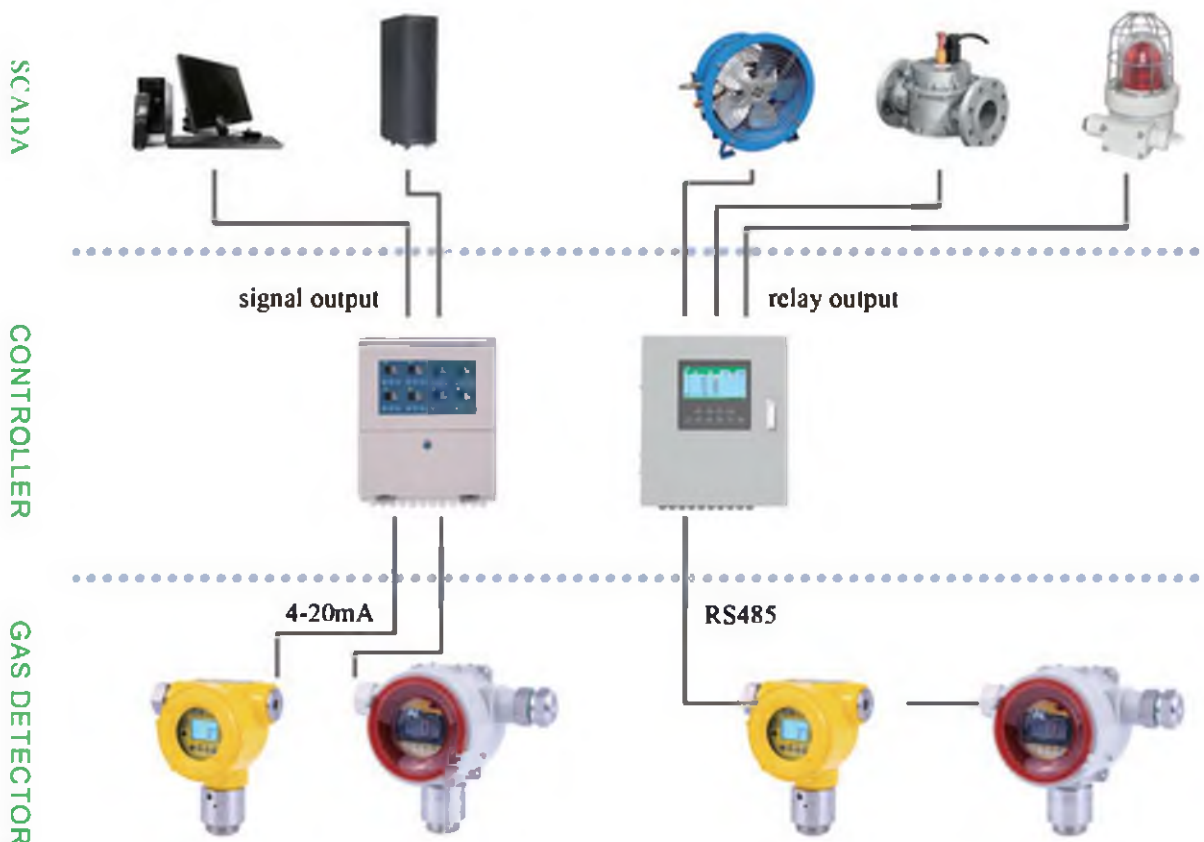 SCADA
signal output
relay output
CONTROLLER
4-20mA
RS485
GAS DETECTOR